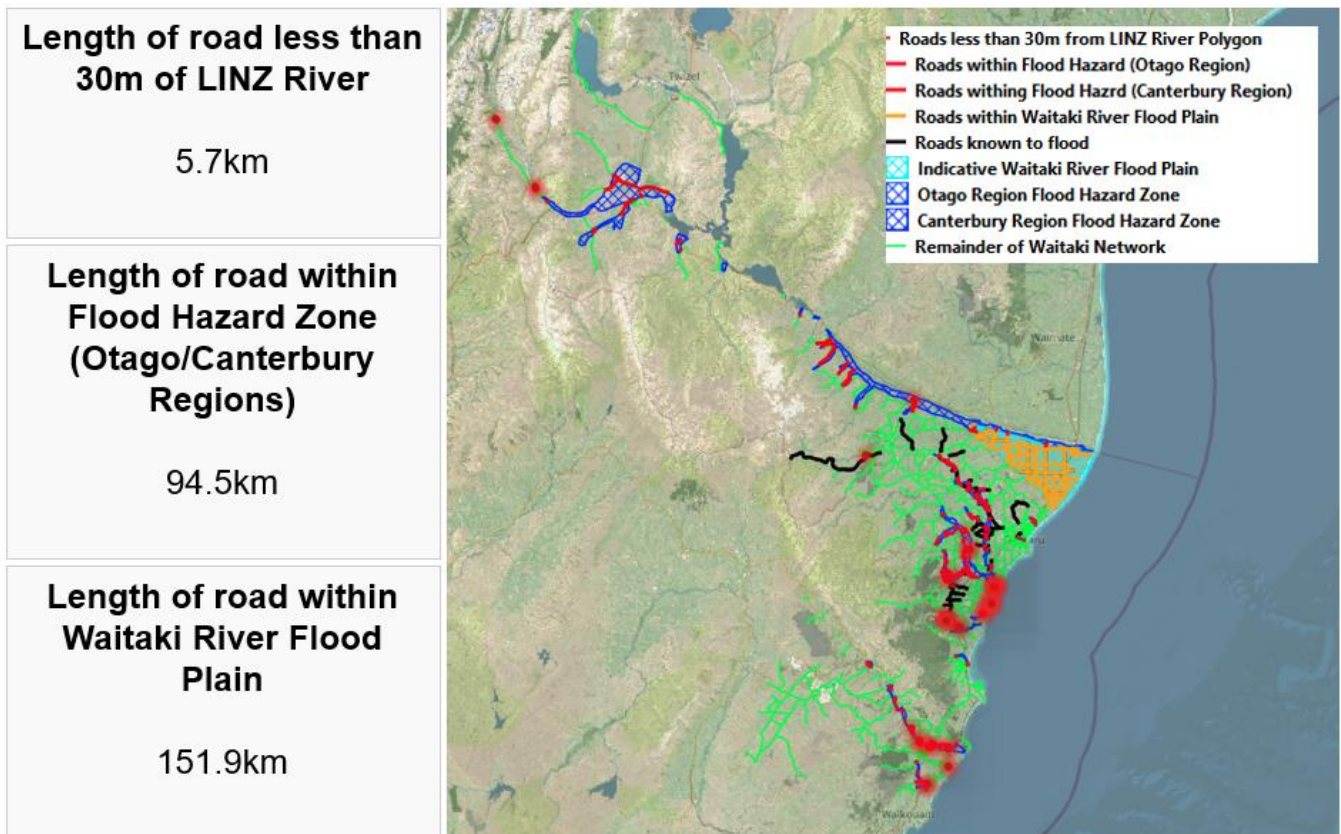 Length of road less than
30m of LINZ River
5.7km
Length of road within
Flood Hazard Zone
(Otago/Canterbury
Regions)
94.5km
Length of road within
Waitaki River Flood
Plain
151.9km
Roads less than 30m from LINZ River Polygon
Roads within Flood Hazard (Otago Region)
Roads withing Flood Hazrd (Canterbury Region)
Roads within Waitaki River Flood Plain
Roads known to flood
Indicative Waitaki River Flood Plain
Otago Region Flood Hazard Zone
Canterbury Region Flood Hazard Zone
Remainder of Waitaki Network
Twizel
Waimate
Waikouaiti